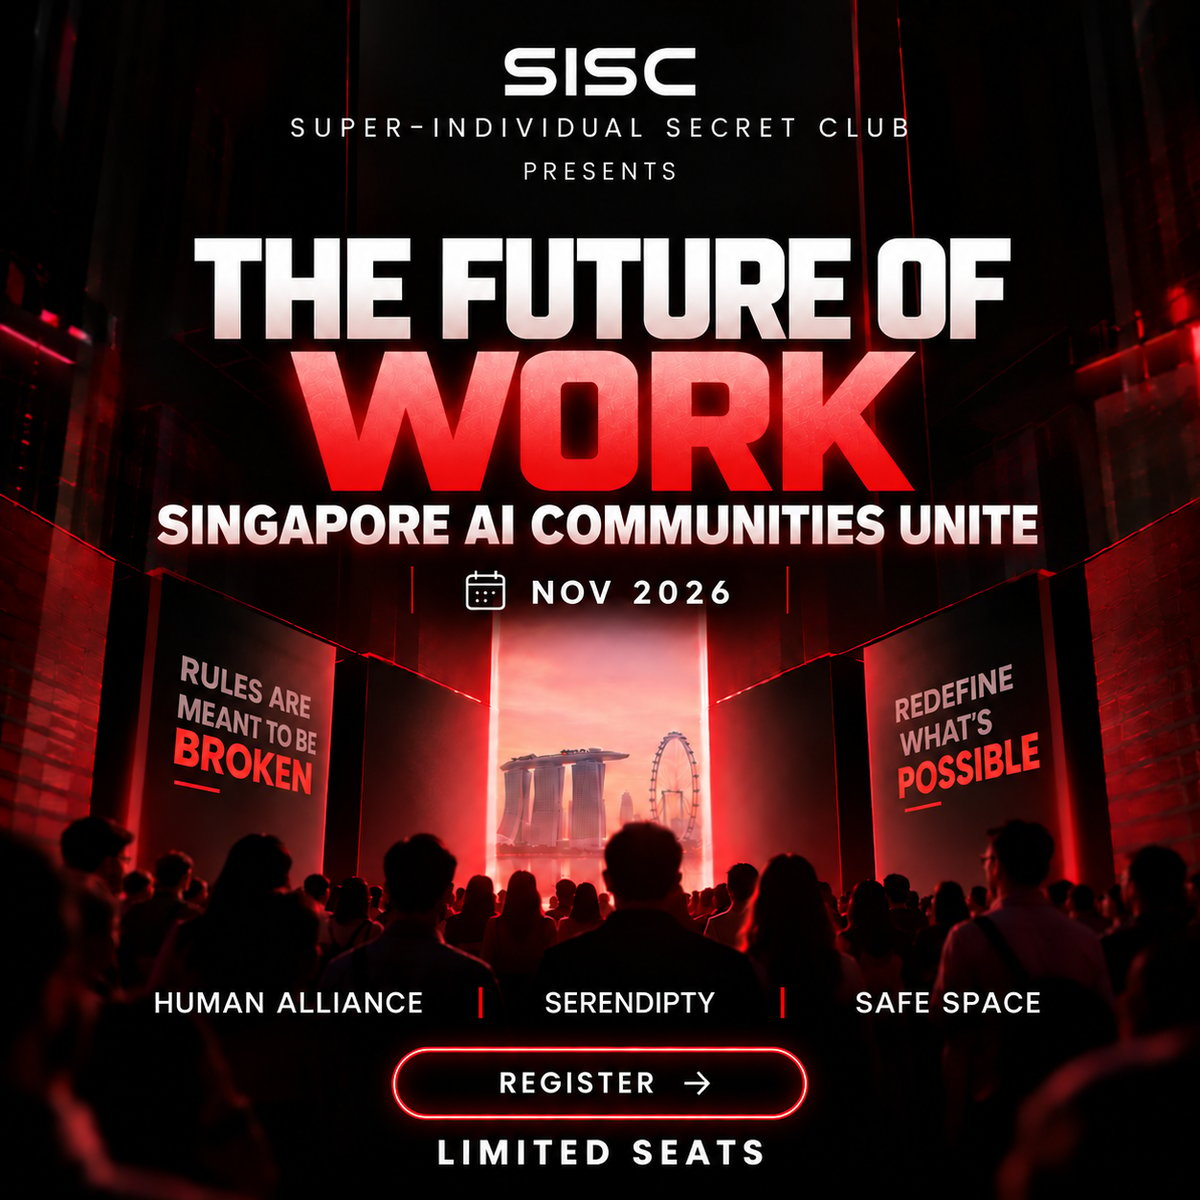 SISC
SUPER-INDIVIDUAL SECRET CLUB
PRESENTS
THE FUTURE OF
WORK
SINGAPORE AI COMMUNITIES UNITE
NOV 2026
RULES ARE
MEANT TO BE
BROKEN
REDEFINE
WHAT'S
POSSIBLE
HUMAN ALLIANCE | SERENDIPTY | SAFE SPACE
REGISTER →
LIMITED SEATS